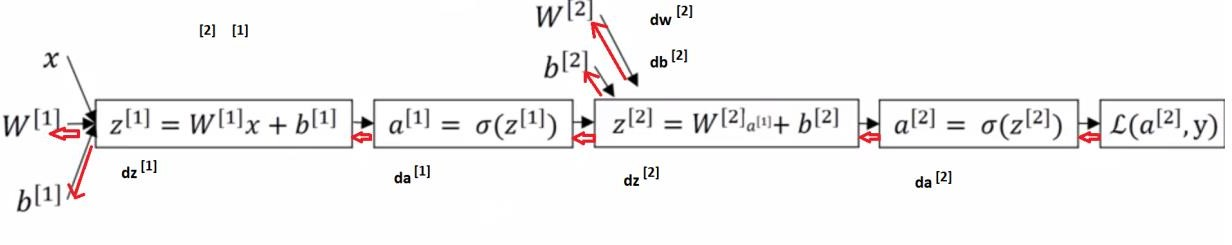 W[2] dw [2]
[2] [1]
x b[2] db [2]
W[1] z[1] = W[1]x + b[1] a[1] = σ(z[1]) z[2] = W[2]a[1]+ b[2] a[2] = σ(z[2]) ℒ(a[2],y)
dz [1] da [1] dz [2] da [2]
b[1]